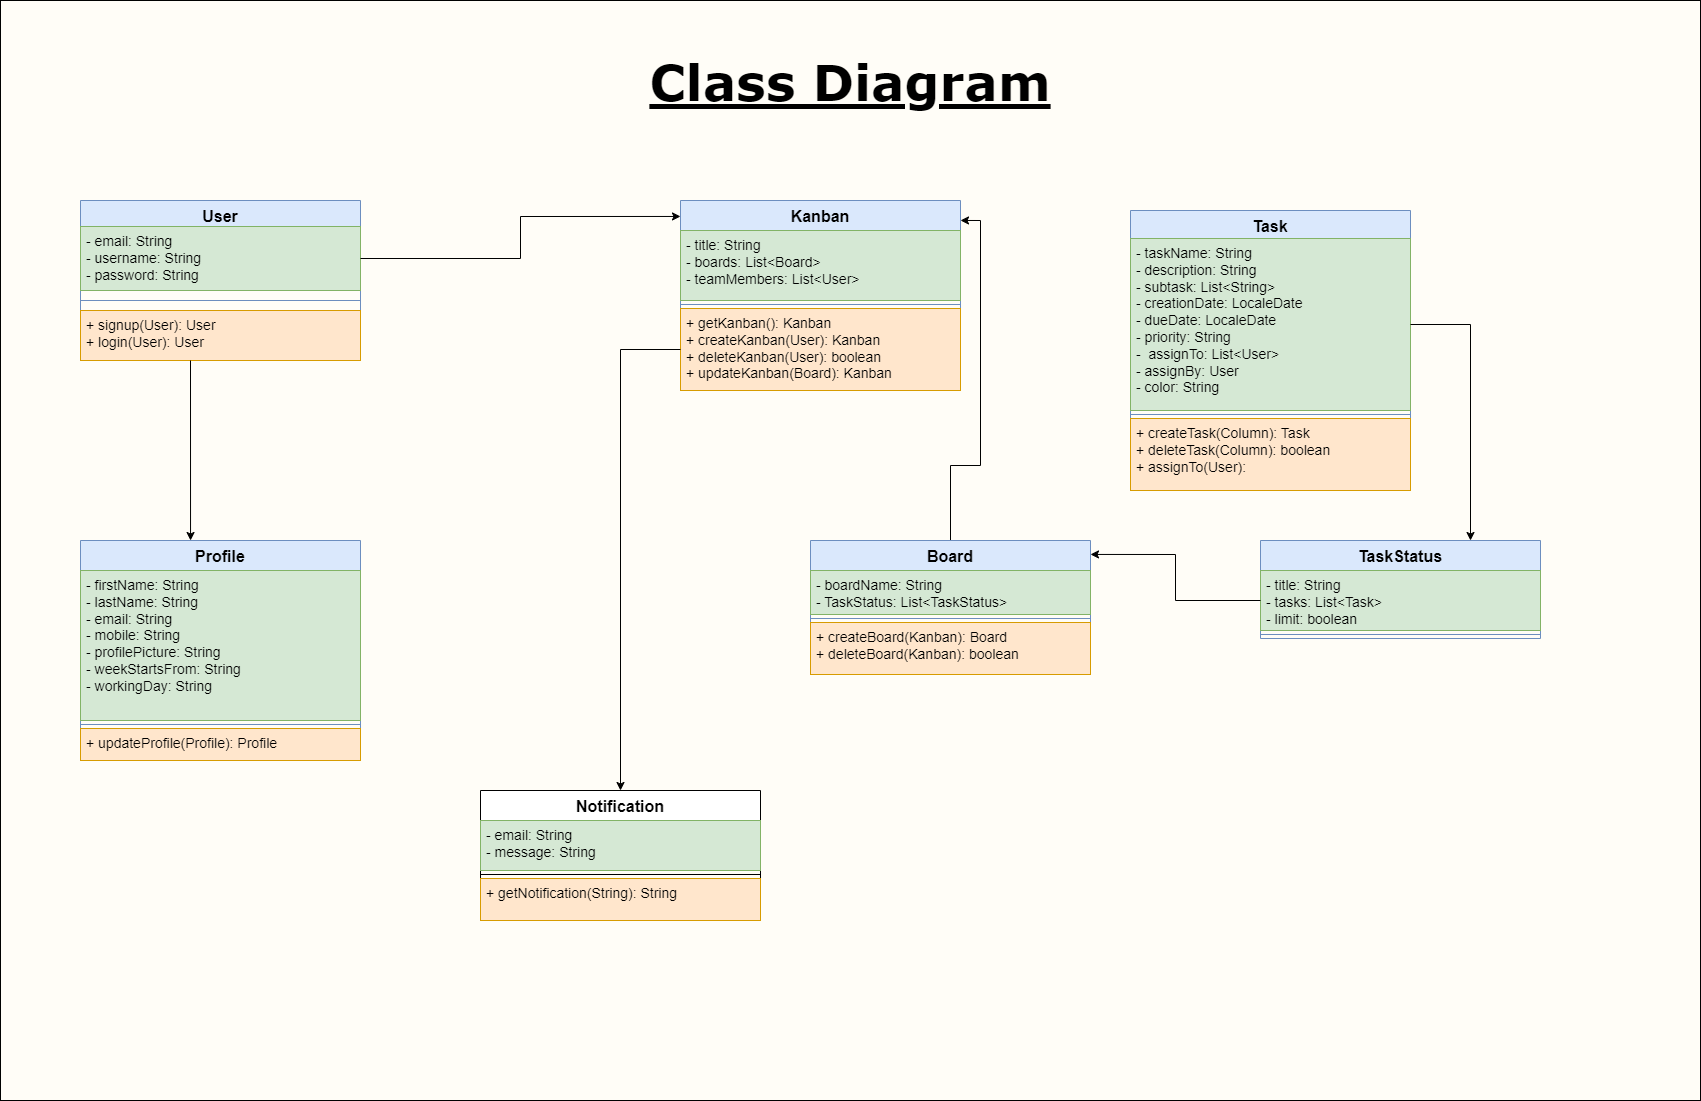 Class Diagram
User
- email: String
- username: String
- password: String
+ signup(User): User
+ login(User): User
Kanban
- title: String
- boards: List<Board>
- teamMembers: List<User>
+ getKanban(): Kanban
+ createKanban(User): Kanban
+ deleteKanban(User): boolean
+ updateKanban(Board): Kanban
Task
- taskName: String
- description: String
- subtask: List<String>
- creationDate: LocaleDate
- dueDate: LocaleDate
- priority: String
-  assignTo: List<User>
- assignBy: User
- color: String
+ createTask(Column): Task
+ deleteTask(Column): boolean
+ assignTo(User):
Profile
- firstName: String
- lastName: String
- email: String
- mobile: String
- profilePicture: String
- weekStartsFrom: String
- workingDay: String
+ updateProfile(Profile): Profile
Board
- boardName: String
- TaskStatus: List<TaskStatus>
+ createBoard(Kanban): Board
+ deleteBoard(Kanban): boolean
TaskStatus
- title: String
- tasks: List<Task>
- limit: boolean
Notification
- email: String
- message: String
+ getNotification(String): String